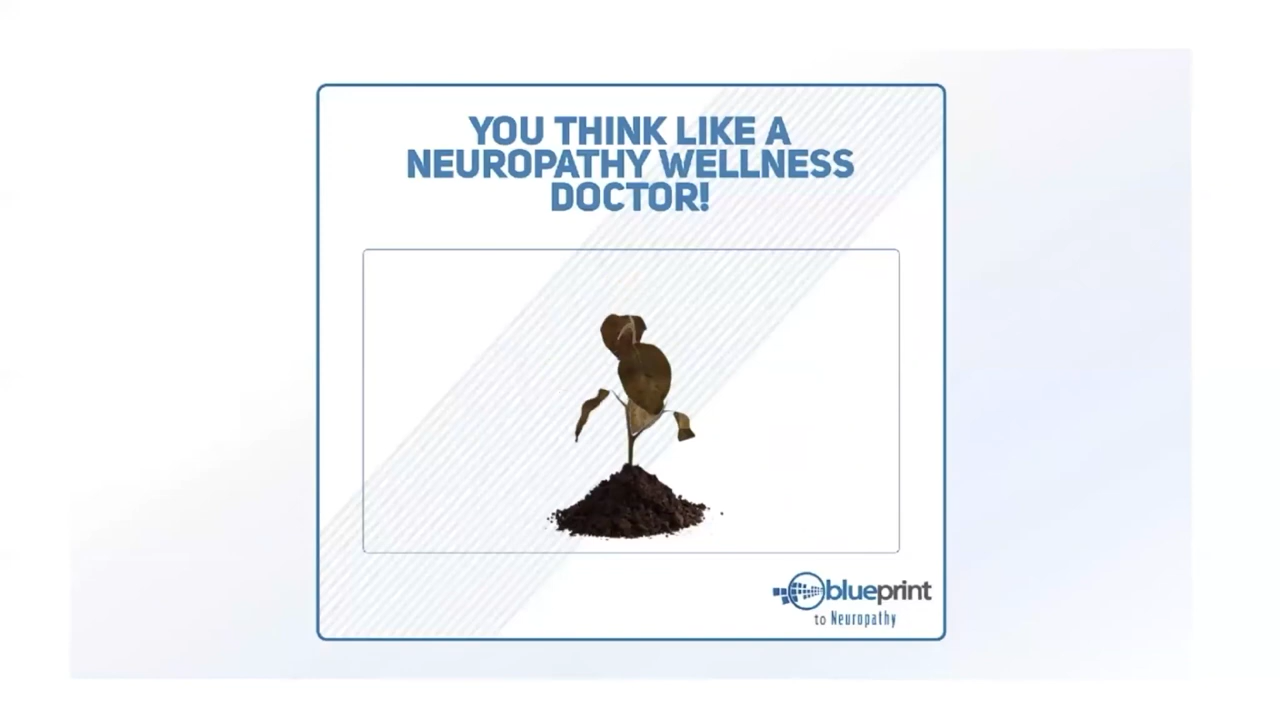 YOU THINK LIKE A
NEUROPATHY WELLNESS
DOCTOR!
blueprint
to Neuropathy